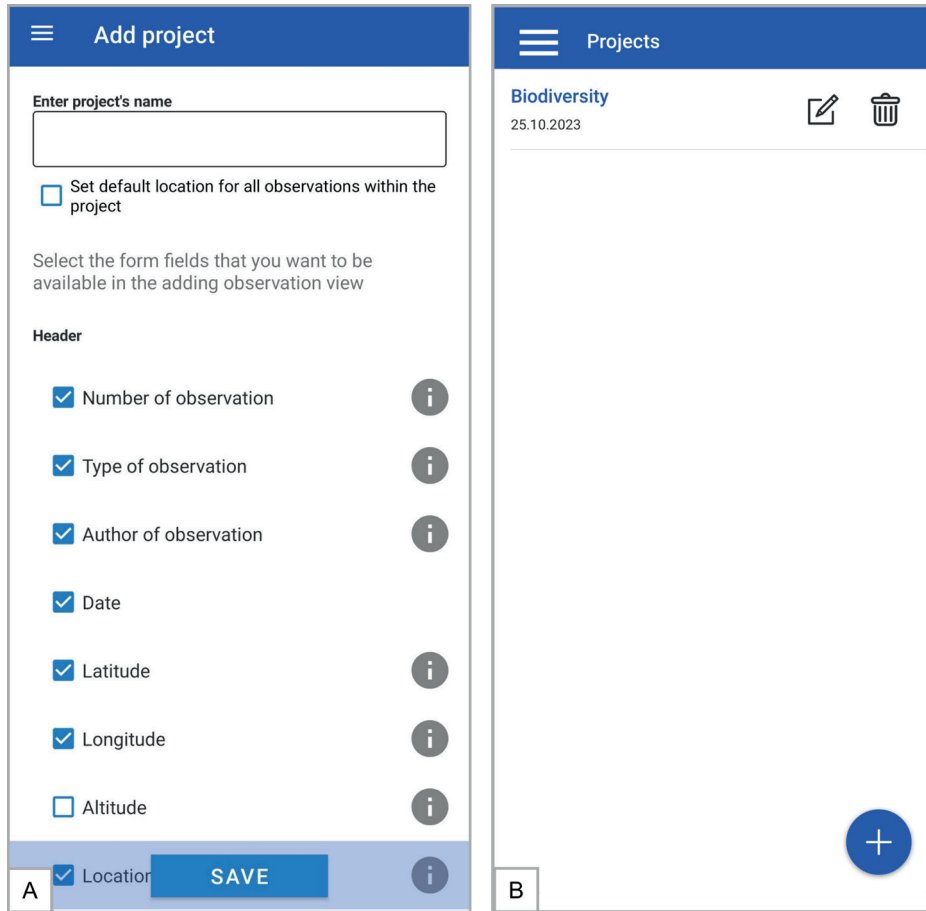 Add project
Enter project's name
Set default location for all observations within the
project
Select the form fields that you want to be
available in the adding observation view
Header
Number of observation
i
Type of observation
i
Author of observation
i
Date
Latitude
i
Longitude
i
Altitude
i
Location
SAVE
i
A
Projects
Biodiversity
25.10.2023
B